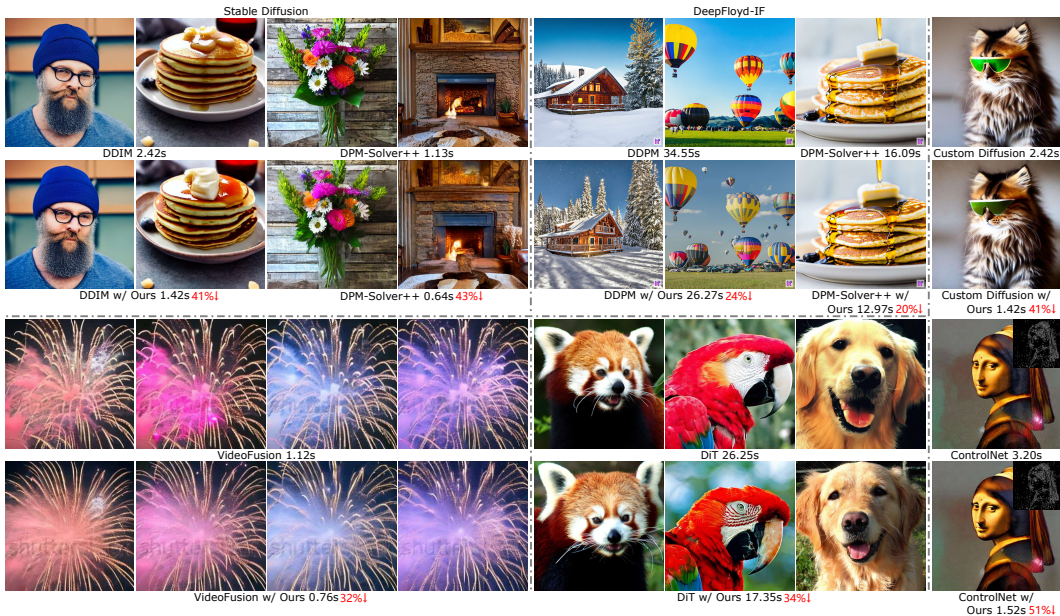 Stable Diffusion
DeepFloyd-IF
DDIM 2.42s
DPM-Solver++ 1.13s
DDPM 34.55s
DPM-Solver++ 16.09s
Custom Diffusion 2.42s
DDIM w/ Ours 1.42s 41%↓
DPM-Solver++ 0.64s 43%↓
DDPM w/ Ours 26.27s 24%↓
DPM-Solver++ w/
Ours 12.97s 20%↓
Custom Diffusion w/
Ours 1.42s 41%↓
VideoFusion 1.12s
DiT 26.25s
ControlNet 3.20s
VideoFusion w/ Ours 0.76s 32%↓
DiT w/ Ours 17.35s 34%↓
ControlNet w/
Ours 1.52s 51%↓